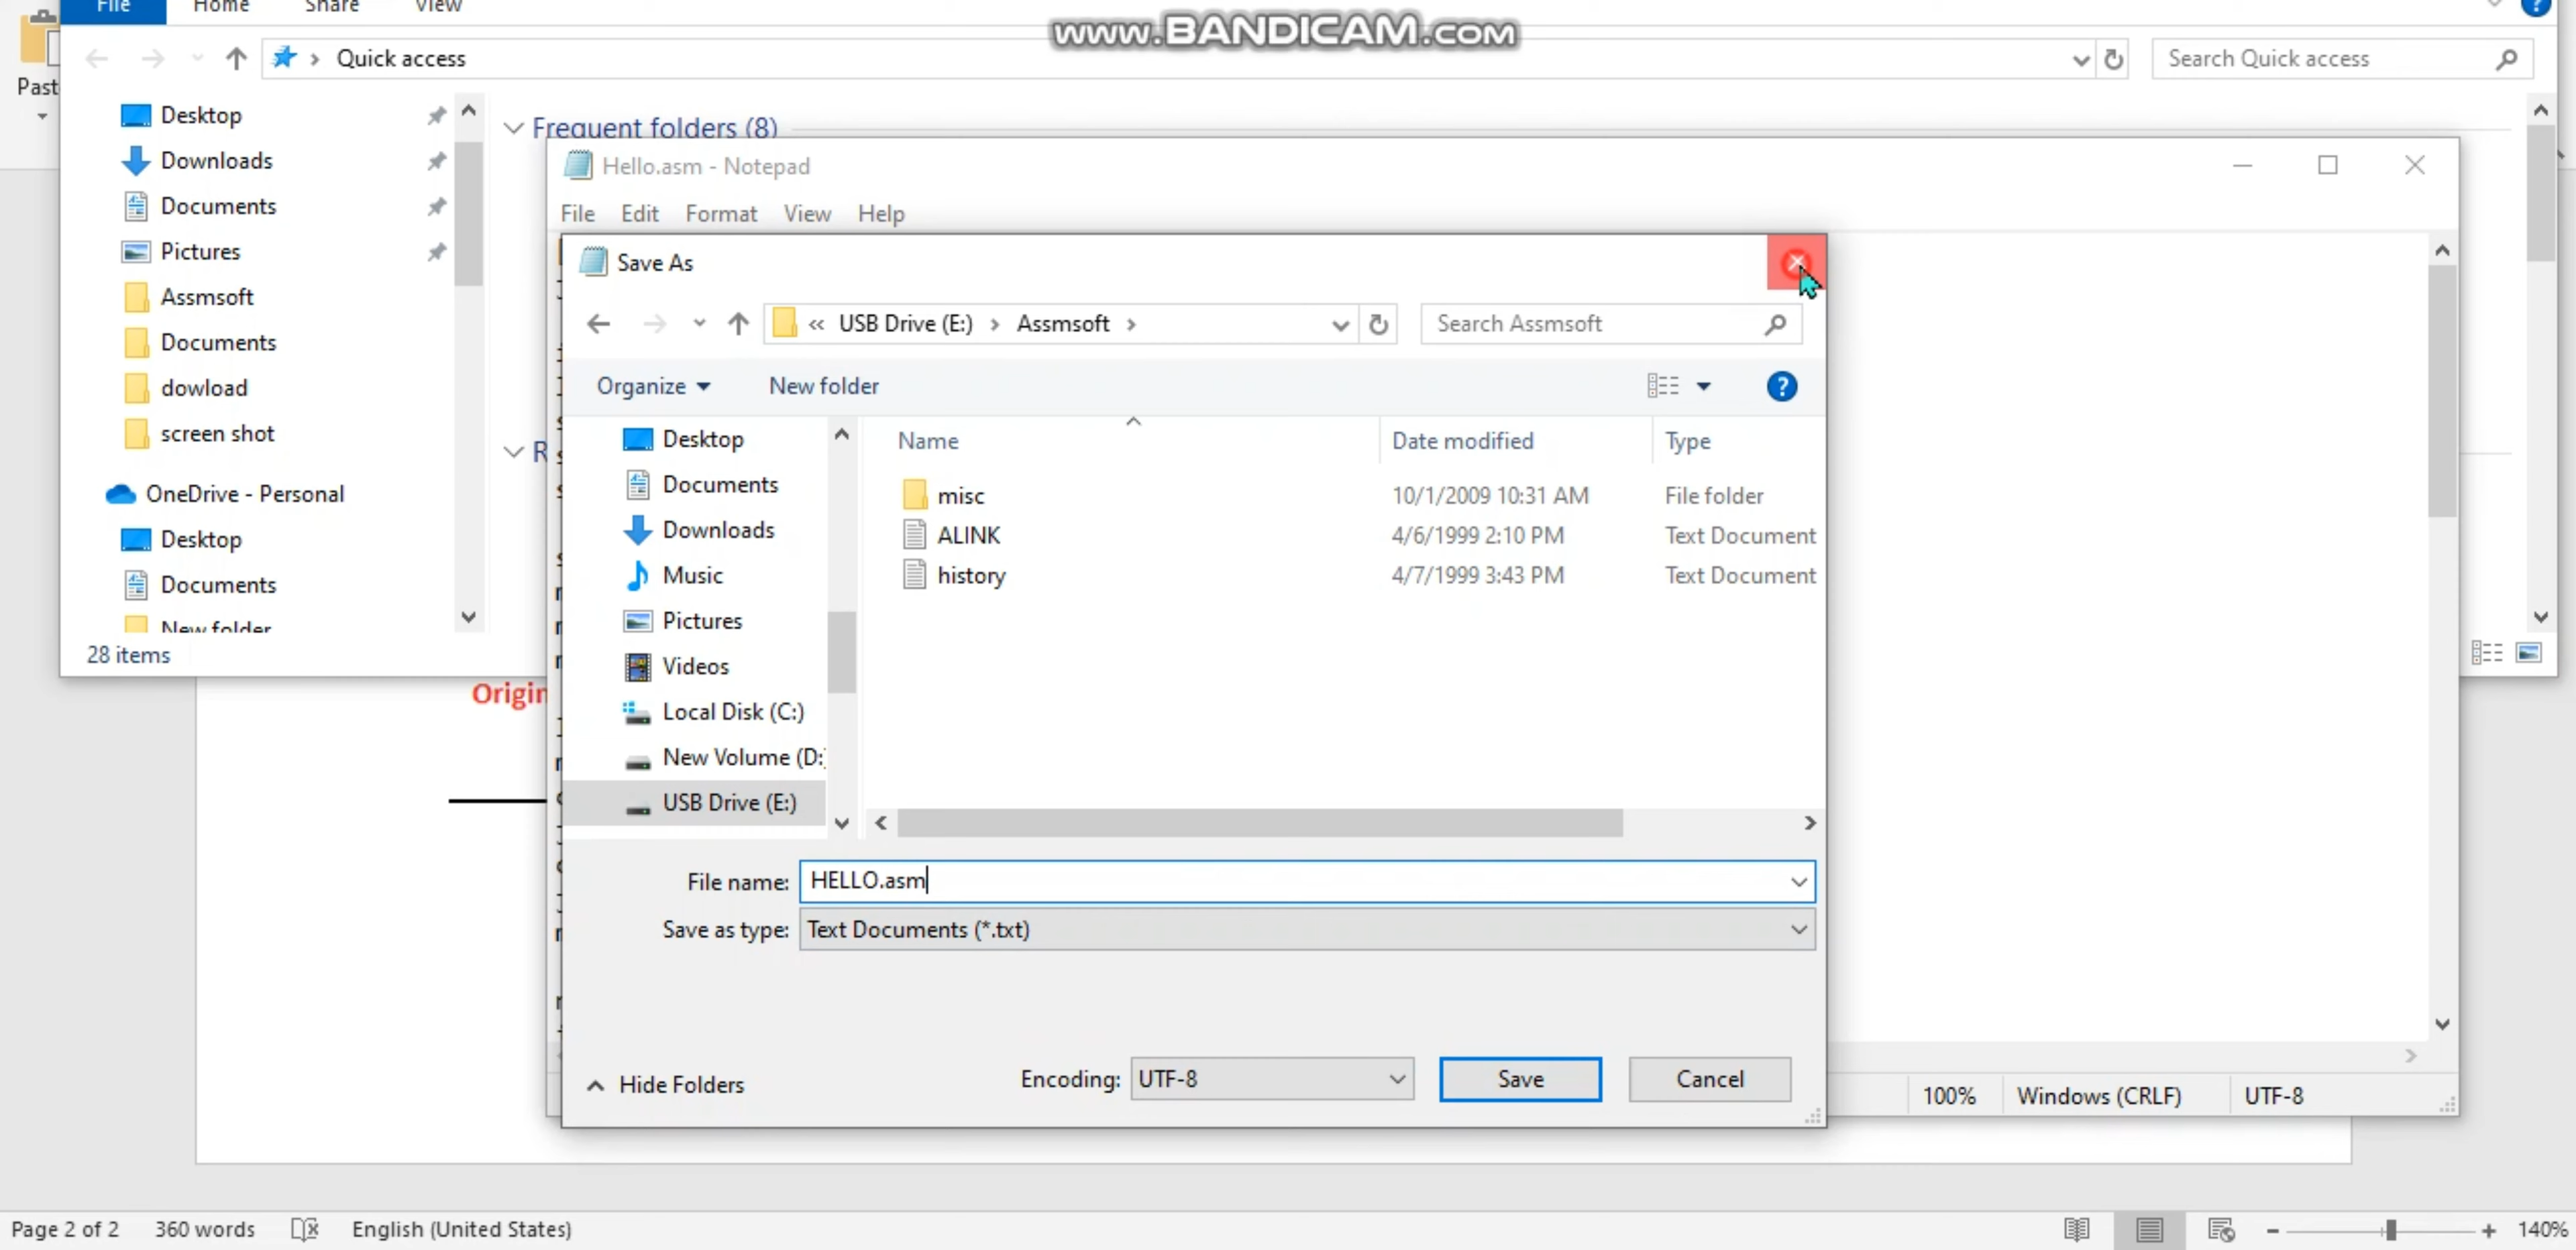 File Home Share View
www.BANDICAM.com
Past
Quick access
Search Quick access
Desktop
Downloads
Documents
Pictures
Assmsoft
Documents
dowload
screen shot
OneDrive - Personal
Desktop
Documents
New folder
28 items
Frequent folders (8)
R
Hello.asm - Notepad
File Edit Format View Help
Save As
« USB Drive (E:) › Assmsoft ›
Search Assmsoft
Organize New folder
Desktop
Documents
Downloads
Music
Pictures
Videos
Local Disk (C:)
New Volume (D:
USB Drive (E:)
Name Date modified Type
misc 10/1/2009 10:31 AM File folder
ALINK 4/6/1999 2:10 PM Text Document
history 4/7/1999 3:43 PM Text Document
File name: HELLO.asm
Save as type: Text Documents (*.txt)
Hide Folders Encoding: UTF-8 Save Cancel
100% Windows (CRLF) UTF-8
Origin
Page 2 of 2 360 words English (United States) 140%